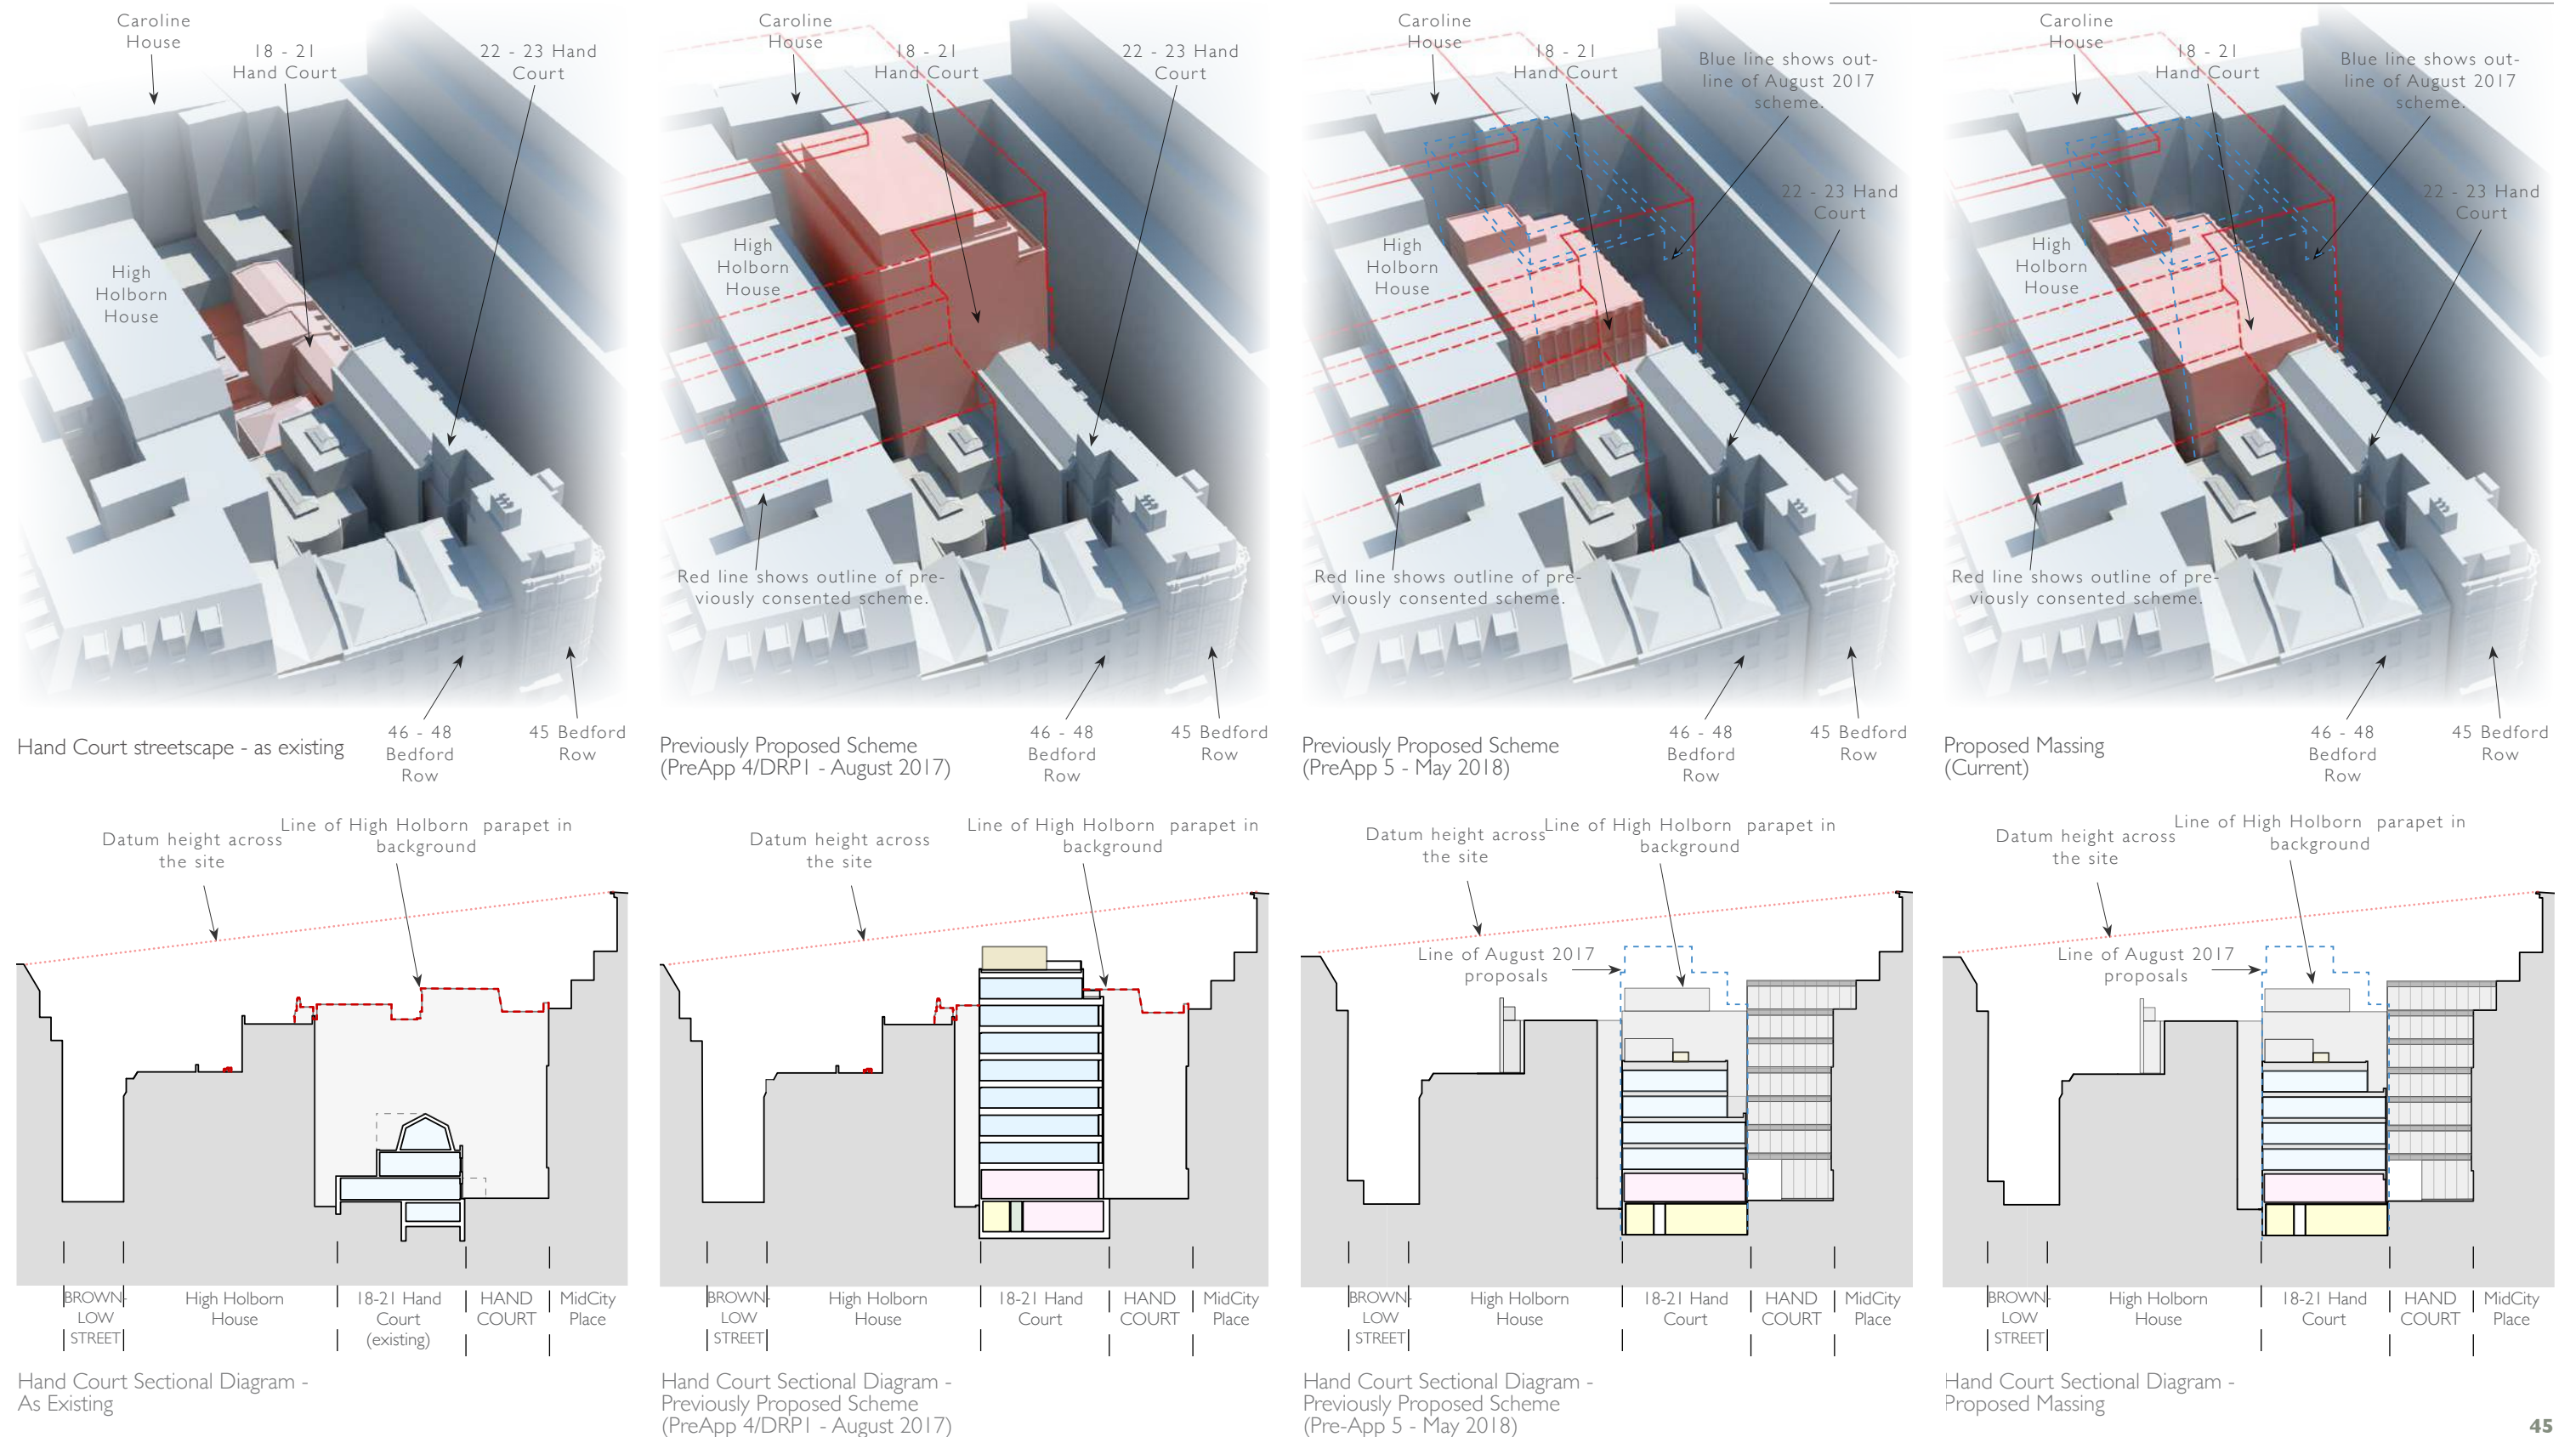 Caroline
House
18 - 21
Hand Court
22 - 23 Hand
Court
High
Holborn
House
46 - 48
Bedford
Row
45 Bedford
Row
Hand Court streetscape - as existing
Caroline
House
18 - 21
Hand Court
22 - 23 Hand
Court
High
Holborn
House
Red line shows outline of pre-
viously consented scheme.
46 - 48
Bedford
Row
45 Bedford
Row
Previously Proposed Scheme
(PreApp 4/DRP1 - August 2017)
Caroline
House
18 - 21
Hand Court
Blue line shows out-
line of August 2017
scheme.
22 - 23 Hand
Court
High
Holborn
House
Red line shows outline of pre-
viously consented scheme.
46 - 48
Bedford
Row
45 Bedford
Row
Previously Proposed Scheme
(PreApp 5 - May 2018)
Caroline
House
18 - 21
Hand Court
Blue line shows out-
line of August 2017
scheme.
22 - 23 Hand
Court
High
Holborn
House
Red line shows outline of pre-
viously consented scheme.
46 - 48
Bedford
Row
45 Bedford
Row
Proposed Massing
(Current)
Datum height across
the site
Line of High Holborn parapet in
background
BROWN-
LOW
STREET
High Holborn
House
18-21 Hand
Court
(existing)
HAND
COURT
MidCity
Place
Hand Court Sectional Diagram -
As Existing
Datum height across
the site
Line of High Holborn parapet in
background
BROWN-
LOW
STREET
High Holborn
House
18-21 Hand
Court
HAND
COURT
MidCity
Place
Hand Court Sectional Diagram -
Previously Proposed Scheme
(PreApp 4/DRP1 - August 2017)
Datum height across
the site
Line of High Holborn parapet in
background
Line of August 2017
proposals
BROWN-
LOW
STREET
High Holborn
House
18-21 Hand
Court
HAND
COURT
MidCity
Place
Hand Court Sectional Diagram -
Previously Proposed Scheme
(Pre-App 5 - May 2018)
Datum height across
the site
Line of High Holborn parapet in
background
Line of August 2017
proposals
BROWN-
LOW
STREET
High Holborn
House
18-21 Hand
Court
HAND
COURT
MidCity
Place
Hand Court Sectional Diagram -
Proposed Massing
45